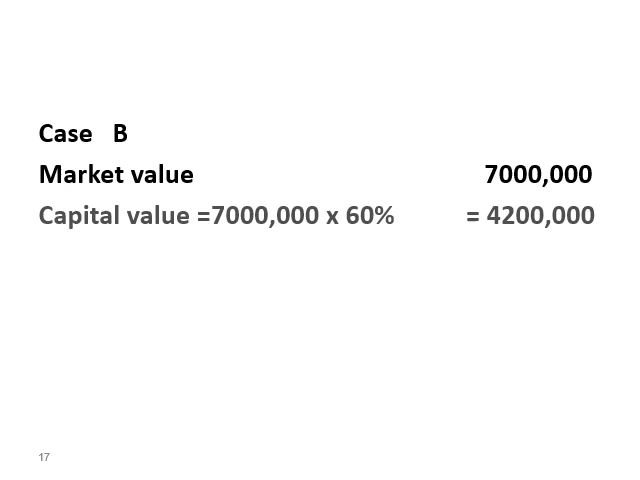 Case B
Market value 7000,000
Capital value =7000,000 x 60% = 4200,000
17